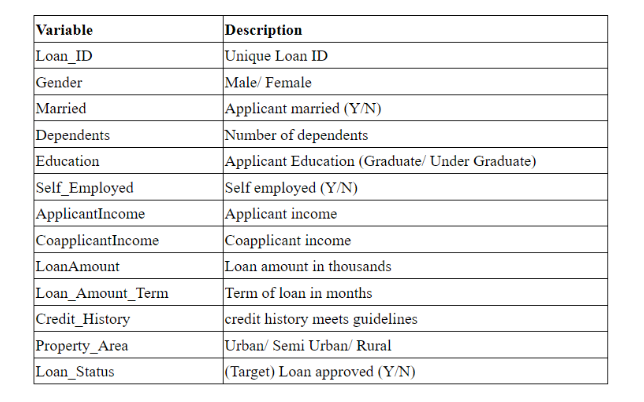 Variable Description
Loan_ID Unique Loan ID
Gender Male/ Female
Married Applicant married (Y/N)
Dependents Number of dependents
Education Applicant Education (Graduate/ Under Graduate)
Self_Employed Self employed (Y/N)
ApplicantIncome Applicant income
CoapplicantIncome Coapplicant income
LoanAmount Loan amount in thousands
Loan_Amount_Term Term of loan in months
Credit_History credit history meets guidelines
Property_Area Urban/ Semi Urban/ Rural
Loan_Status (Target) Loan approved (Y/N)